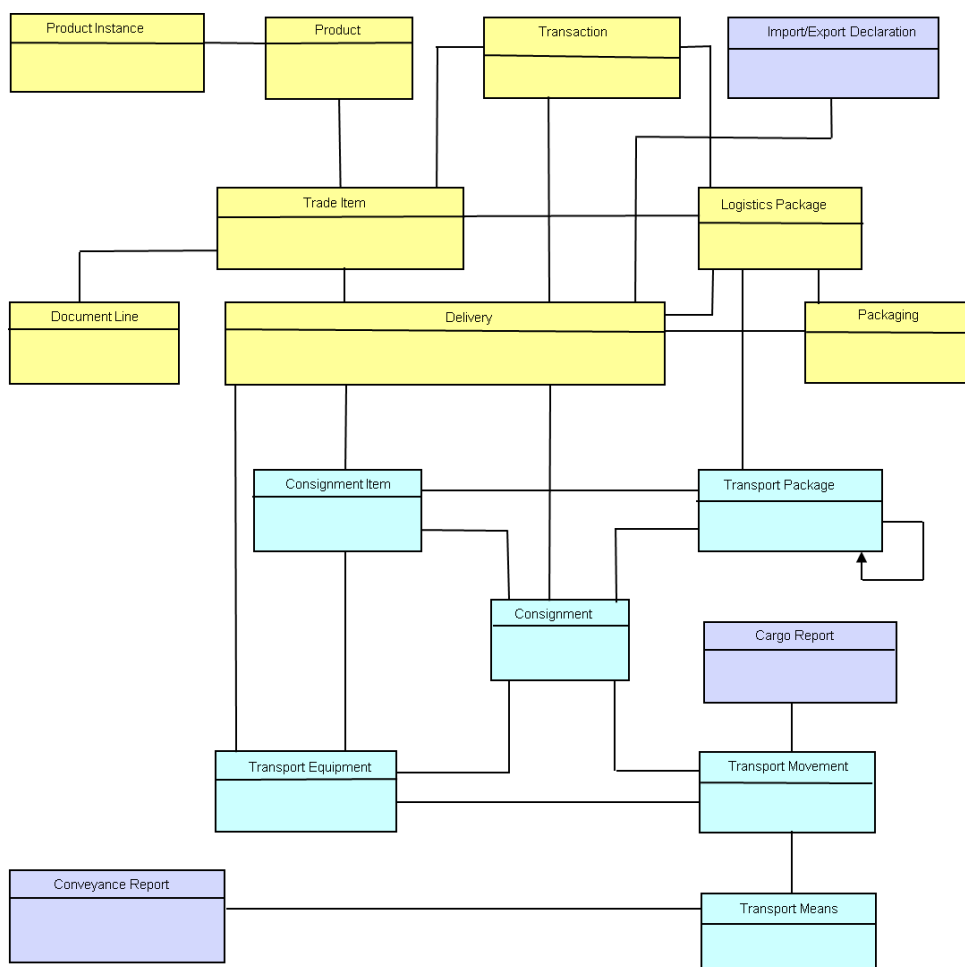 Product Instance
Product
Transaction
Import/Export Declaration
Trade Item
Logistics Package
Document Line
Delivery
Packaging
Consignment Item
Transport Package
Consignment
Cargo Report
Transport Equipment
Transport Movement
Conveyance Report
Transport Means